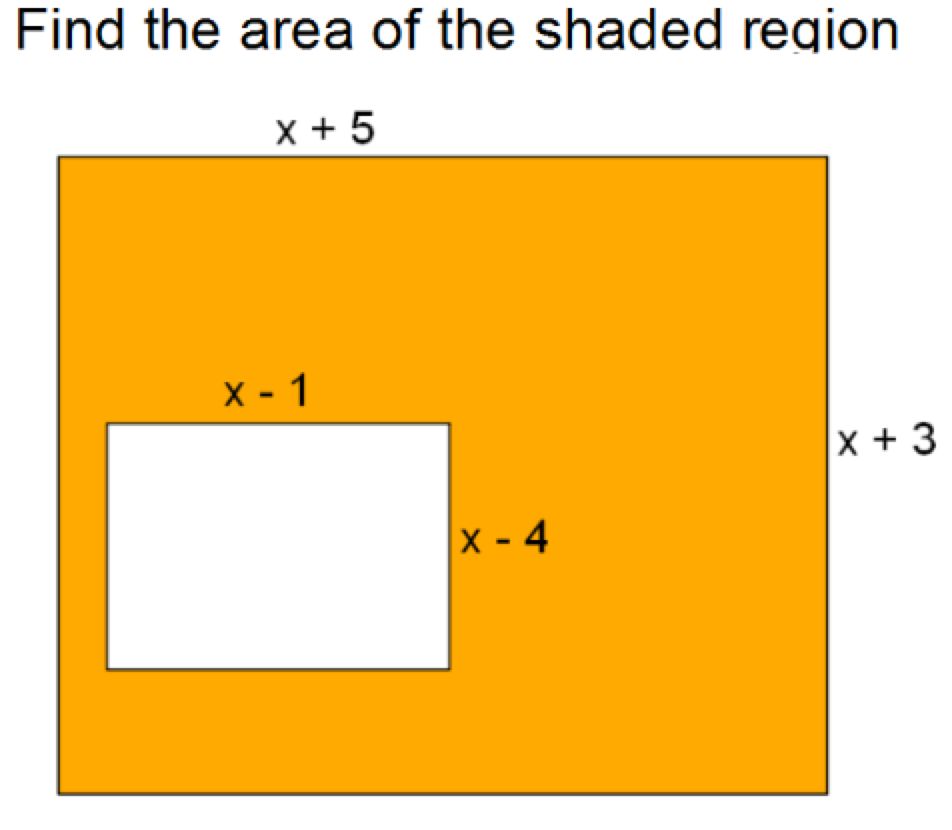 Find the area of the shaded region
x + 5
x - 1
x + 3
x - 4